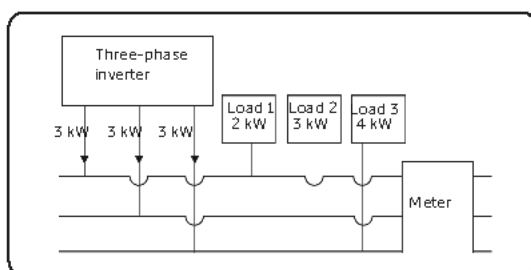 Three-phase
inverter
3 kW 3 kW 3 kW
Load 1
2 kW
Load 2
3 kW
Load 3
4 kW
Meter